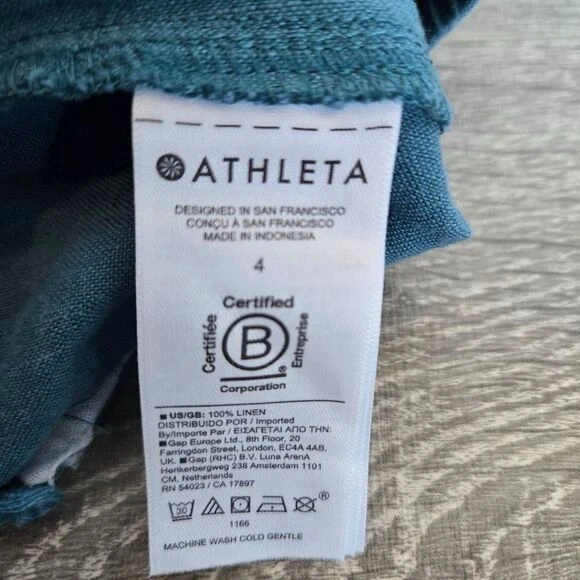 ATHLETA
DESIGNED IN SAN FRANCISCO
CONÇU À SAN FRANCISCO
MADE IN INDONESIA
4
Certified
Certifiée
B
Entreprise
®
Corporation
US/GB: 100% LINEN
DISTRIBUIDO POR / Imported
By/Importe Par / ΕΙΣΑΓΕΤΑΙ ΑΠΟ ΤΗΝ:
Gap Europe Ltd., 8th Floor, 20
Farringdon Street, London, EC4A 4AB,
UK. Gap (RHC) B.V. Luna ArenA
Herikerbergweg 238 Amsterdam 1101
CM, Netherlands
RN 54023 / CA 17897
30 ®
1166
MACHINE WASH COLD GENTLE